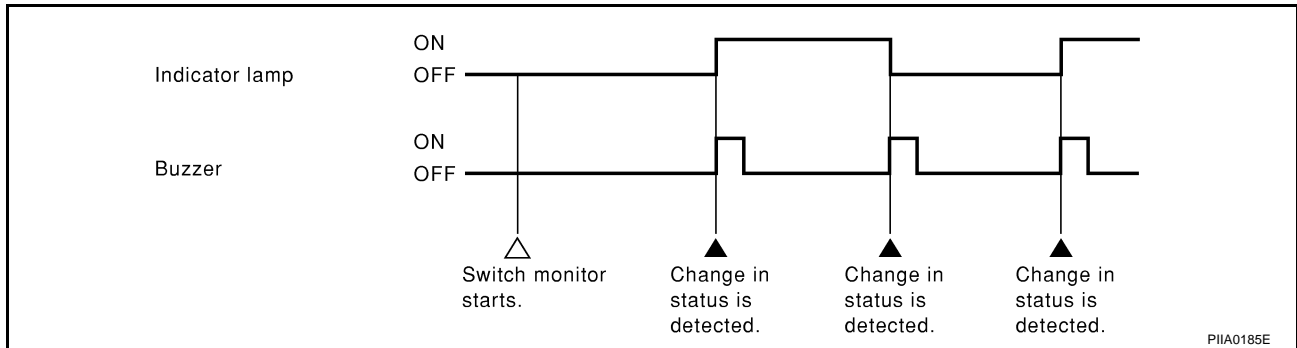 ON
Indicator lamp OFF
ON
Buzzer OFF
Switch monitor starts.
Change in status is detected.
Change in status is detected.
Change in status is detected.
PIIA0185E